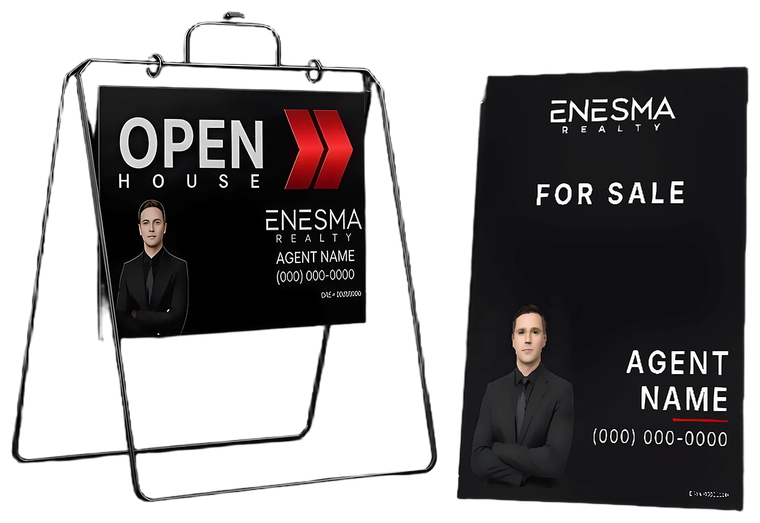 OPEN
HOUSE
ENESMA
REALTY
AGENT NAME
(000) 000-0000
ENESMA
REALTY
FOR SALE
AGENT
NAME
(000) 000-0000